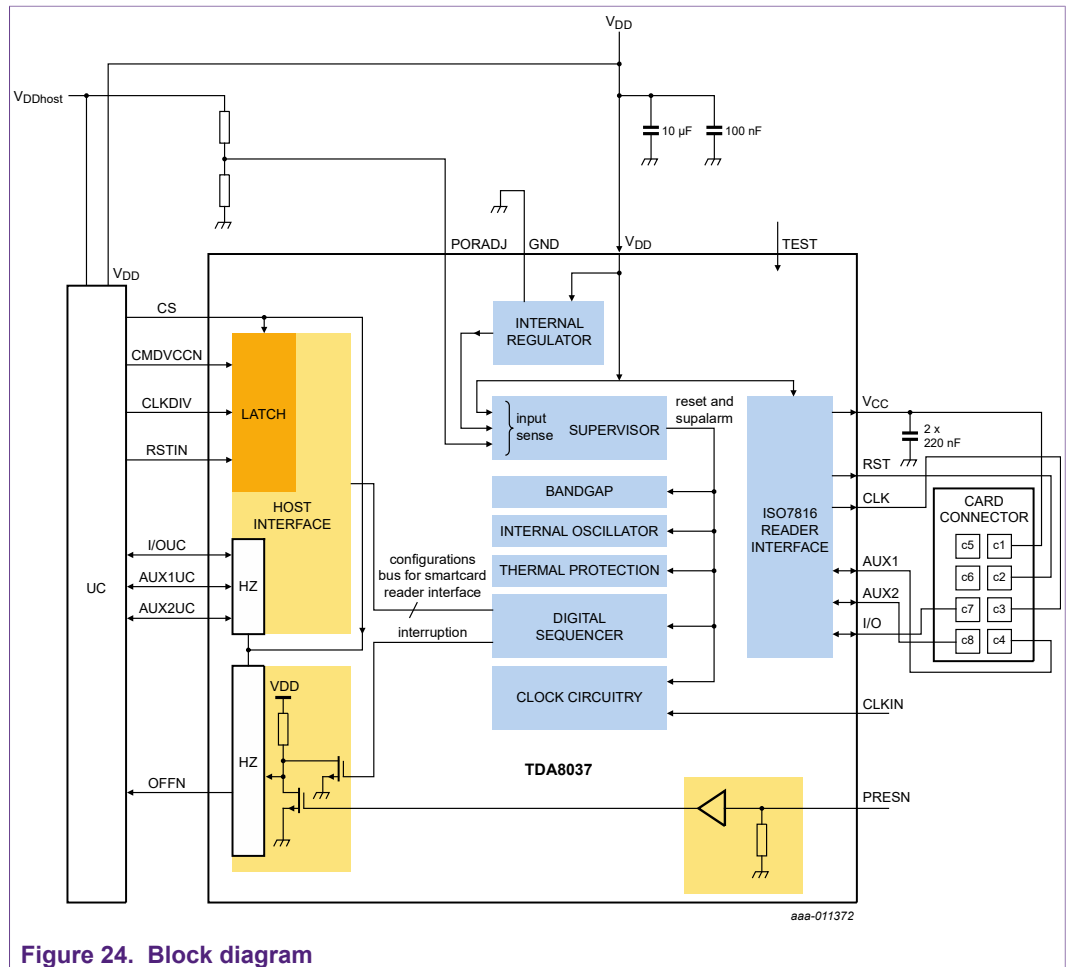 VDD
VDDhost
10 µF
100 nF
PORADJ
GND
VDD
TEST
VDD
CS
CMDVCCN
CLKDIV
RSTIN
LATCH
HOST
INTERFACE
I/OUC
AUX1UC
AUX2UC
UC
HZ
INTERNAL
REGULATOR
input
sense
SUPERVISOR
reset and
supalarm
BANDGAP
INTERNAL OSCILLATOR
THERMAL PROTECTION
configurations
bus for smartcard
reader interface
interruption
DIGITAL
SEQUENCER
CLOCK CIRCUITRY
ISO7816
READER
INTERFACE
VCC
2 x
220 nF
RST
CLK
AUX1
AUX2
I/O
CARD
CONNECTOR
c5 c1
c6 c2
c7 c3
c8 c4
CLKIN
VDD
HZ
OFFN
TDA8037
PRESN
aaa-011372
Figure 24. Block diagram